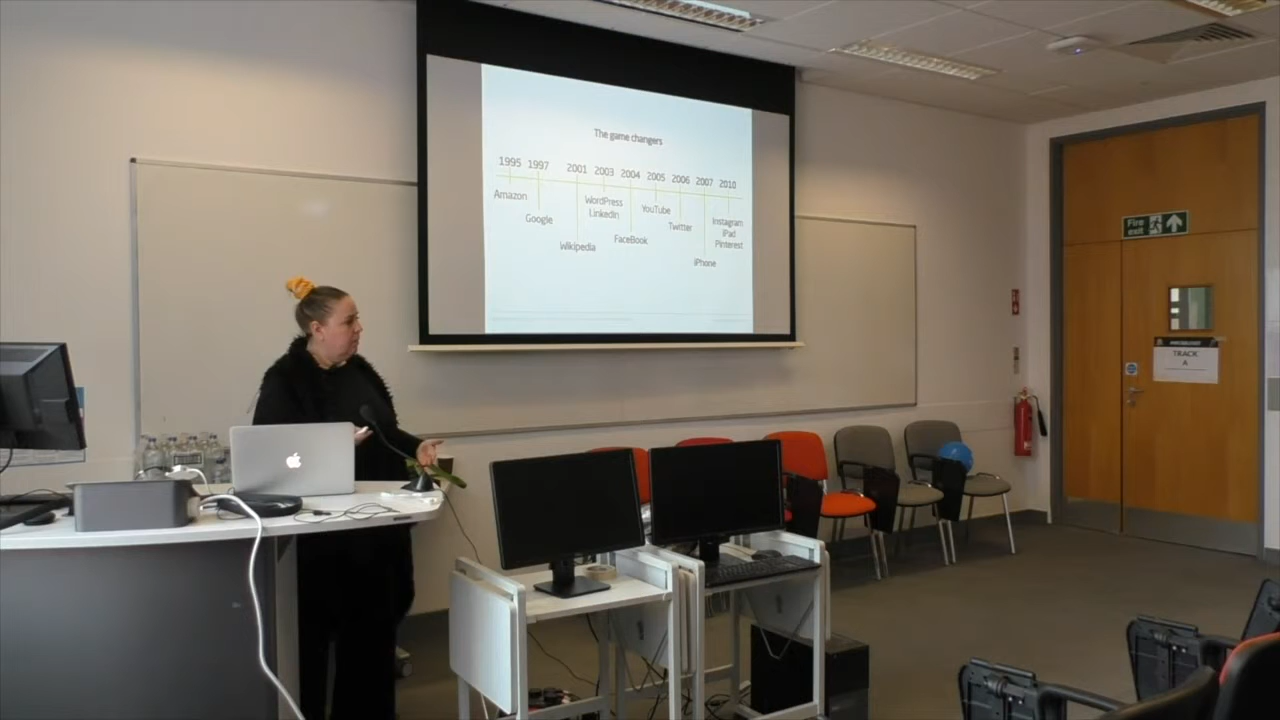 The game changers
1995 1997 2001 2003 2004 2005 2006 2007 2010
Amazon
Google
Wikipedia
WordPress
LinkedIn
FaceBook
YouTube
Twitter
iPhone
Instagram
iPad
Pinterest
Fire
exit
TRACK
A